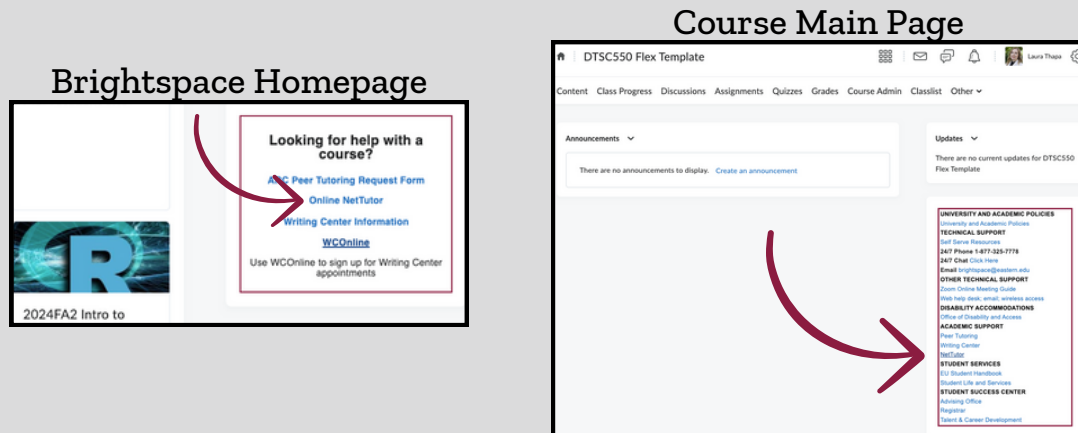 Brightspace Homepage
Looking for help with a
course?
ARC Peer Tutoring Request Form
Online NetTutor
Writing Center Information
WCOnline
Use WCOnline to sign up for Writing Center
appointments
R
2024FA2 Intro to
Course Main Page
DTSC550 Flex Template
Laura Thapa
Content Class Progress Discussions Assignments Quizzes Grades Course Admin Classlist Other
Announcements
There are no announcements to display. Create an announcement
Updates
There are no current updates for DTSC550
Flex Template
UNIVERSITY AND ACADEMIC POLICIES
University and Academic Policies
TECHNICAL SUPPORT
Self Serve Resources
24/7 Phone 1-877-325-7778
24/7 Chat Click Here
Email brightspace@eastern.edu
OTHER TECHNICAL SUPPORT
Zoom Online Meeting Guide
Web help desk; email; wireless access
DISABILITY ACCOMMODATIONS
Office of Disability and Access
ACADEMIC SUPPORT
Peer Tutoring
Writing Center
NetTutor
STUDENT SERVICES
EU Student Handbook
Student Life and Services
STUDENT SUCCESS CENTER
Advising Office
Registrar
Talent & Career Development